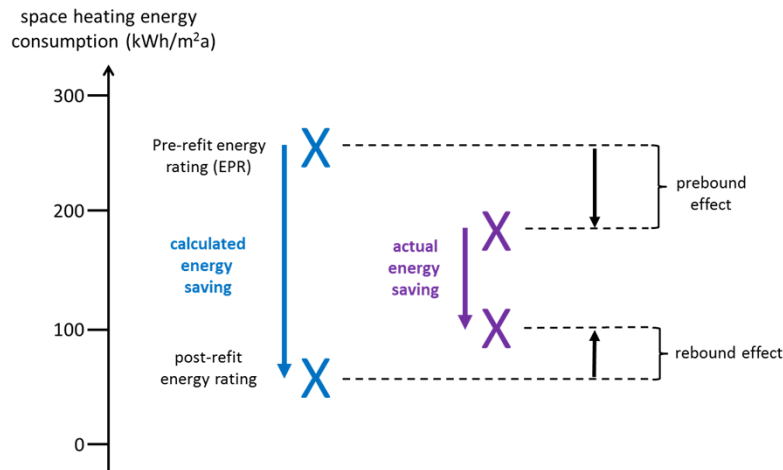 space heating energy
consumption (kWh/m²a)
300
Pre-refit energy
rating (EPR)
X
prebound
effect
200
X
calculated
energy
saving
actual
energy
saving
100
X
rebound effect
post-refit
energy rating
X
0